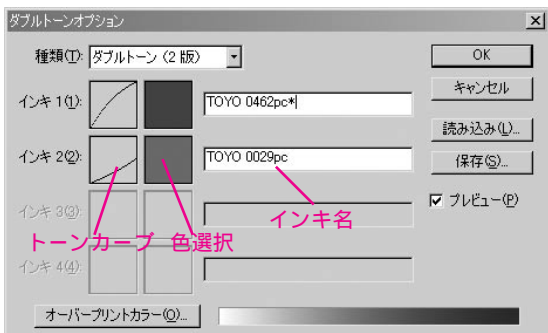 ダブルトーンオプション
種類(T): ダブルトーン (2 版)
OK
キャンセル
インキ 1(1):
TOYO 0462pc*
読み込み(L)...
インキ 2(2):
TOYO 0029pc
保存(S)...
プレビュー(P)
インキ 3(3):
インキ名
トーンカーブ 色選択
インキ 4(4):
オーバープリントカラー(O)...